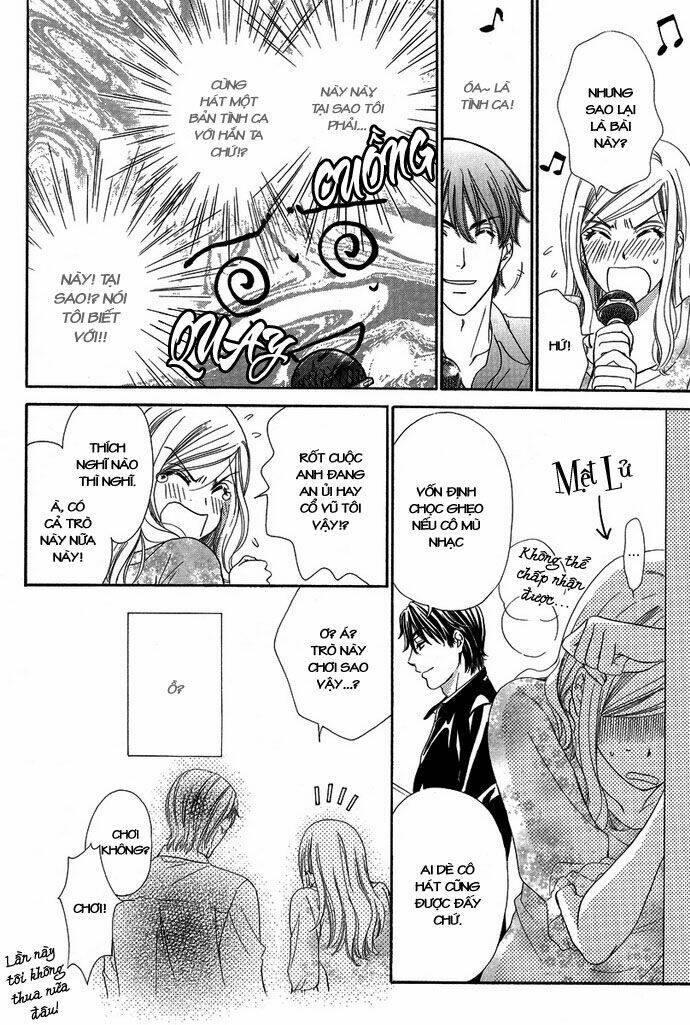 NHƯNG
SAO LẠI
LÀ BÀI
NÀY?
HỨ!
ÓA~ LÀ
TÌNH CA!
NÀY NÀY,
TẠI SAO TÔI
PHẢI...
CÙNG
HÁT MỘT
BẢN TÌNH CA
VỚI HẮN TA
CHỨ!?
CUỒNG
NÀY! TẠI
SAO!? NÓI
TÔI BIẾT
VỚI!!
QUAY
...
Mệt Lử
Không thể
chấp nhận
được...
VỐN ĐỊNH
CHỌC GHẸO
NẾU CÔ MÙ
NHẠC
AI DÈ CÔ
HÁT CŨNG
ĐƯỢC ĐẤY
CHỨ.
RỐT CUỘC
ANH ĐANG
AN ỦI HAY
CỔ VŨ TÔI
VẬY!?
THÍCH
NGHĨ NÀO
THÌ NGHĨ.
À, CÓ
CẢ TRÒ
NÀY NỮA
NÀY!
Ơ? Á?
TRÒ NÀY
CHƠI SAO
VẬY...?
Ồ?
CHƠI
KHÔNG?
CHƠI!
Lần này
tôi không
thua nữa
đâu!